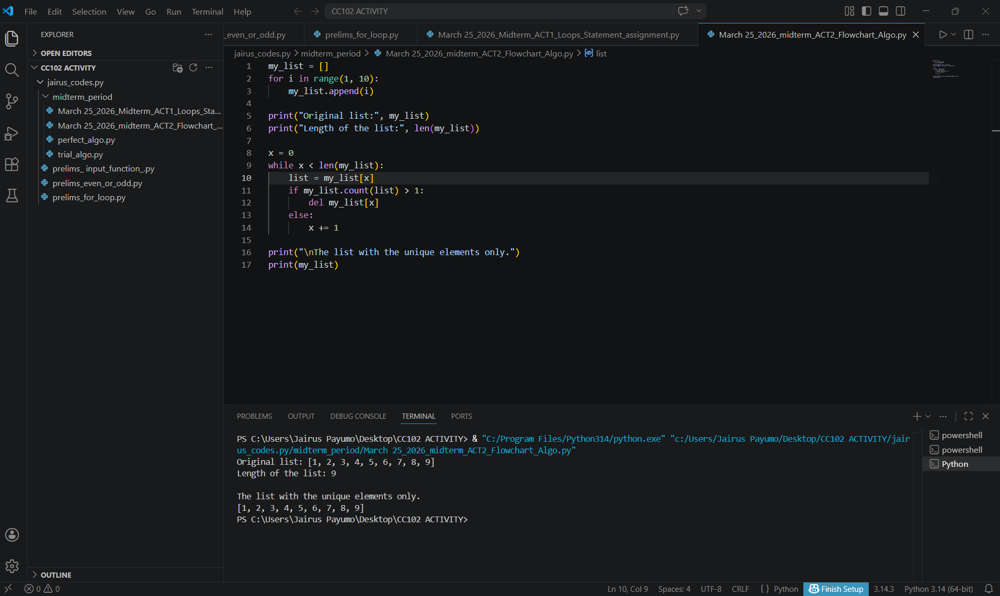 File Edit Selection View Go Run Terminal Help
CC102 ACTIVITY
EXPLORER
OPEN EDITORS
CC102 ACTIVITY
jairus_codes.py
midterm_period
March 25_2026_Midterm_ACT1_Loops_Sta...
March 25_2026_midterm_ACT2_Flowchart_...
perfect_algo.py
trial_algo.py
prelims_ input_function_.py
prelims_even_or_odd.py
prelims_for_loop.py
OUTLINE
_even_or_odd.py
prelims_for_loop.py
March 25_2026_Midterm_ACT1_Loops_Statement_assignment.py
March 25_2026_midterm_ACT2_Flowchart_Algo.py
jairus_codes.py > midterm_period > March 25_2026_midterm_ACT2_Flowchart_Algo.py > list
1 my_list = []
2 for i in range(1, 10):
3     my_list.append(i)
4
5 print("Original list:", my_list)
6 print("Length of the list:", len(my_list))
7
8 x = 0
9 while x < len(my_list):
10     list = my_list[x]
11     if my_list.count(list) > 1:
12         del my_list[x]
13     else:
14         x += 1
15
16 print("\nThe list with the unique elements only.")
17 print(my_list)
PROBLEMS OUTPUT DEBUG CONSOLE TERMINAL PORTS
PS C:\Users\Jairus Payumo\Desktop\CC102 ACTIVITY> & "C:/Program Files/Python314/python.exe" "c:/Users/Jairus Payumo/Desktop/CC102 ACTIVITY/jair
us_codes.py/midterm_period/March 25_2026_midterm_ACT2_Flowchart_Algo.py"
Original list: [1, 2, 3, 4, 5, 6, 7, 8, 9]
Length of the list: 9
The list with the unique elements only.
[1, 2, 3, 4, 5, 6, 7, 8, 9]
PS C:\Users\Jairus Payumo\Desktop\CC102 ACTIVITY>
powershell
powershell
Python
0 0
Ln 10, Col 9 Spaces: 4 UTF-8 CRLF { } Python Finish Setup 3.14.3 Python 3.14 (64-bit)